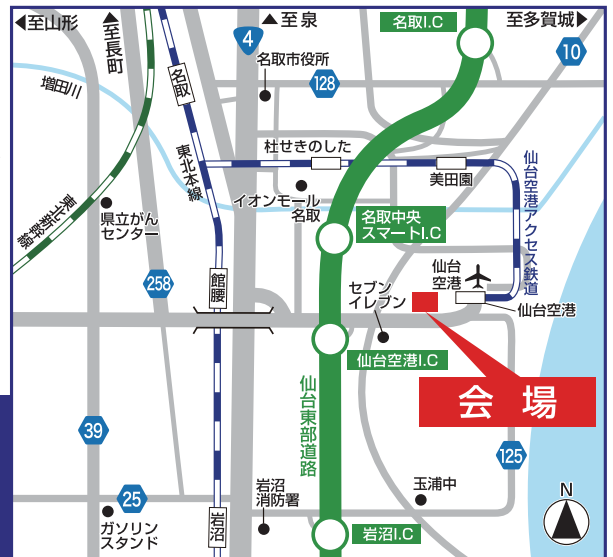 至山形
至長町
至泉
名取I.C
至多賀城
4
10
名取市役所
128
増田川
名取
杜せきのした
東北本線
美田園
仙台空港アクセス鉄道
イオンモール
名取
県立がん
センター
東北新幹線
名取中央
スマートI.C
258
館腰
セブン
イレブン
仙台
空港
仙台空港
仙台空港I.C
会場
仙台東部道路
39
125
25
ガソリン
スタンド
岩沼
岩沼
消防署
玉浦中
岩沼I.C
N